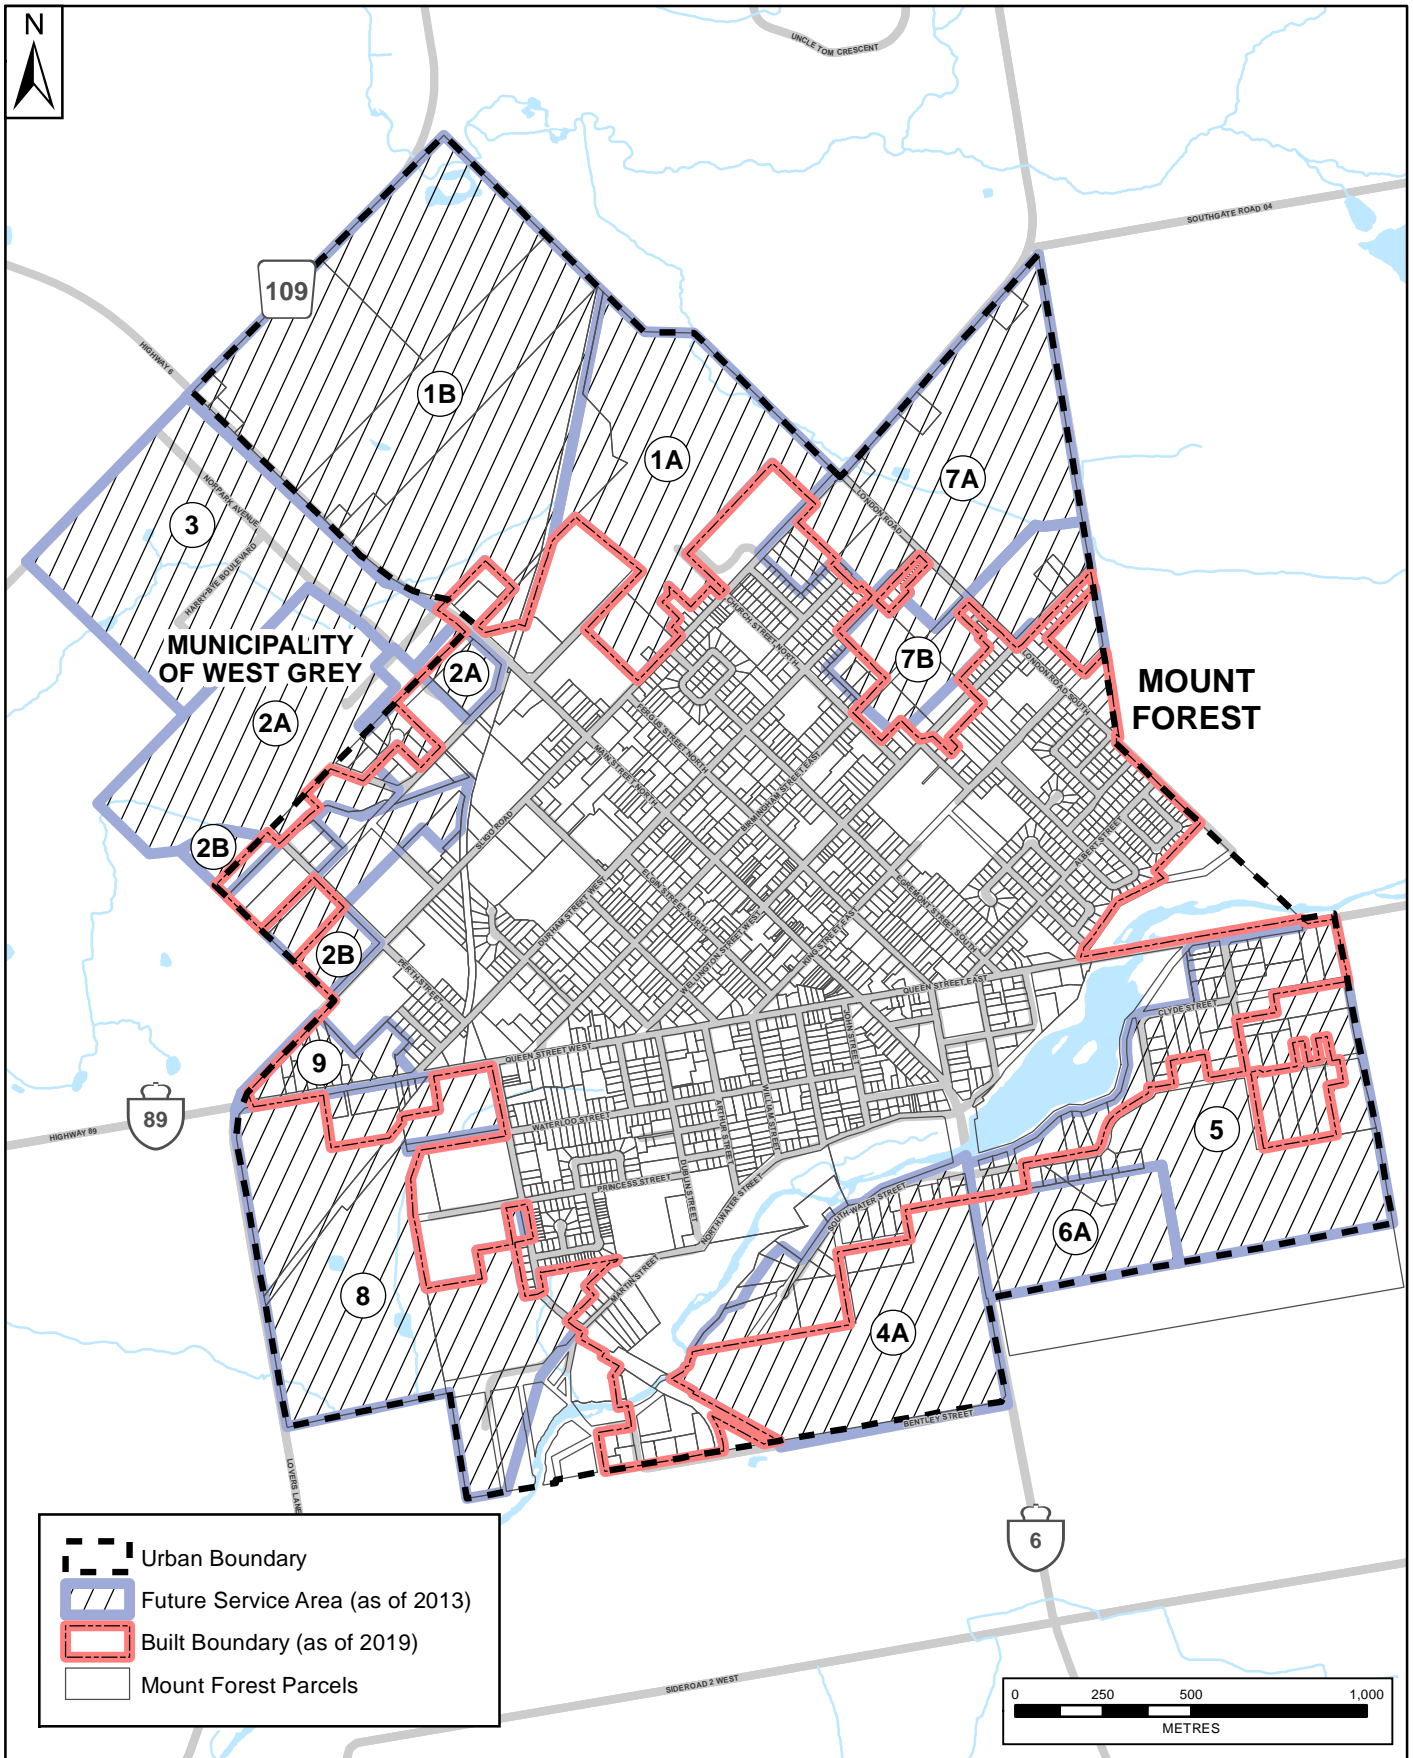 N
UNCLE TOM CRESCENT
SOUTHGATE ROAD 04
109
HIGHWAY 6
1B
1A
7A
3
NORPARK AVENUE
HARRY-BYE BOULEVARD
LONDON ROAD
MUNICIPALITY
OF WEST GREY
2A
CHURCH STREET NORTH
7B
LONDON ROAD SOUTH
MOUNT
FOREST
2A
FERGUS STREET NORTH
MAIN STREET NORTH
BIRMINGHAM STREET EAST
SLIGO ROAD
2B
ALBERT STREET
ELGIN STREET NORTH
DURHAM STREET WEST
EGREMONT STREET SOUTH
WELLINGTON STREET WEST
KING STREET EAST
2B
PERTH STREET
QUEEN STREET EAST
CLYDE STREET
JOHN STREET
9
QUEEN STREET WEST
89
HIGHWAY 89
WATERLOO STREET
WILLIAM STREET
ARTHUR STREET
5
PRINCESS STREET
DUBLIN STREET
NORTH WATER STREET
SOUTH WATER STREET
6A
MARTIN STREET
8
4A
BENTLEY STREET
LOVERS LANE
6
Urban Boundary
Future Service Area (as of 2013)
Built Boundary (as of 2019)
Mount Forest Parcels
SIDEROAD 2 WEST
0 250 500 1,000
METRES